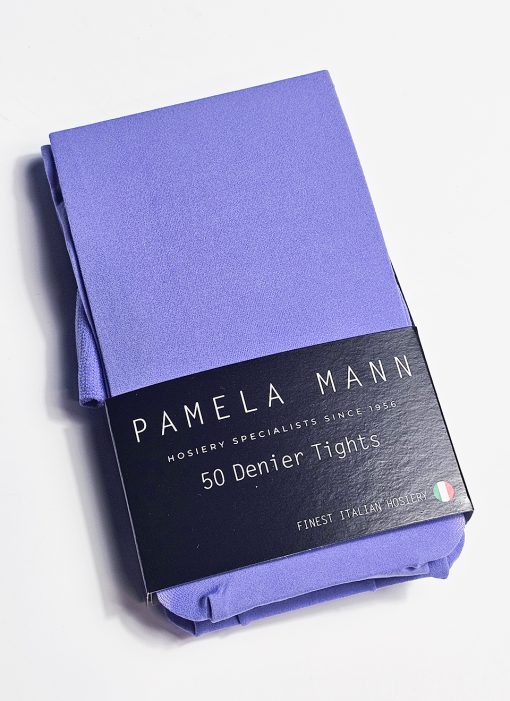 PAMELA MANN
HOSIERY SPECIALISTS SINCE 1956
50 Denier Tights
FINEST ITALIAN HOSIERY